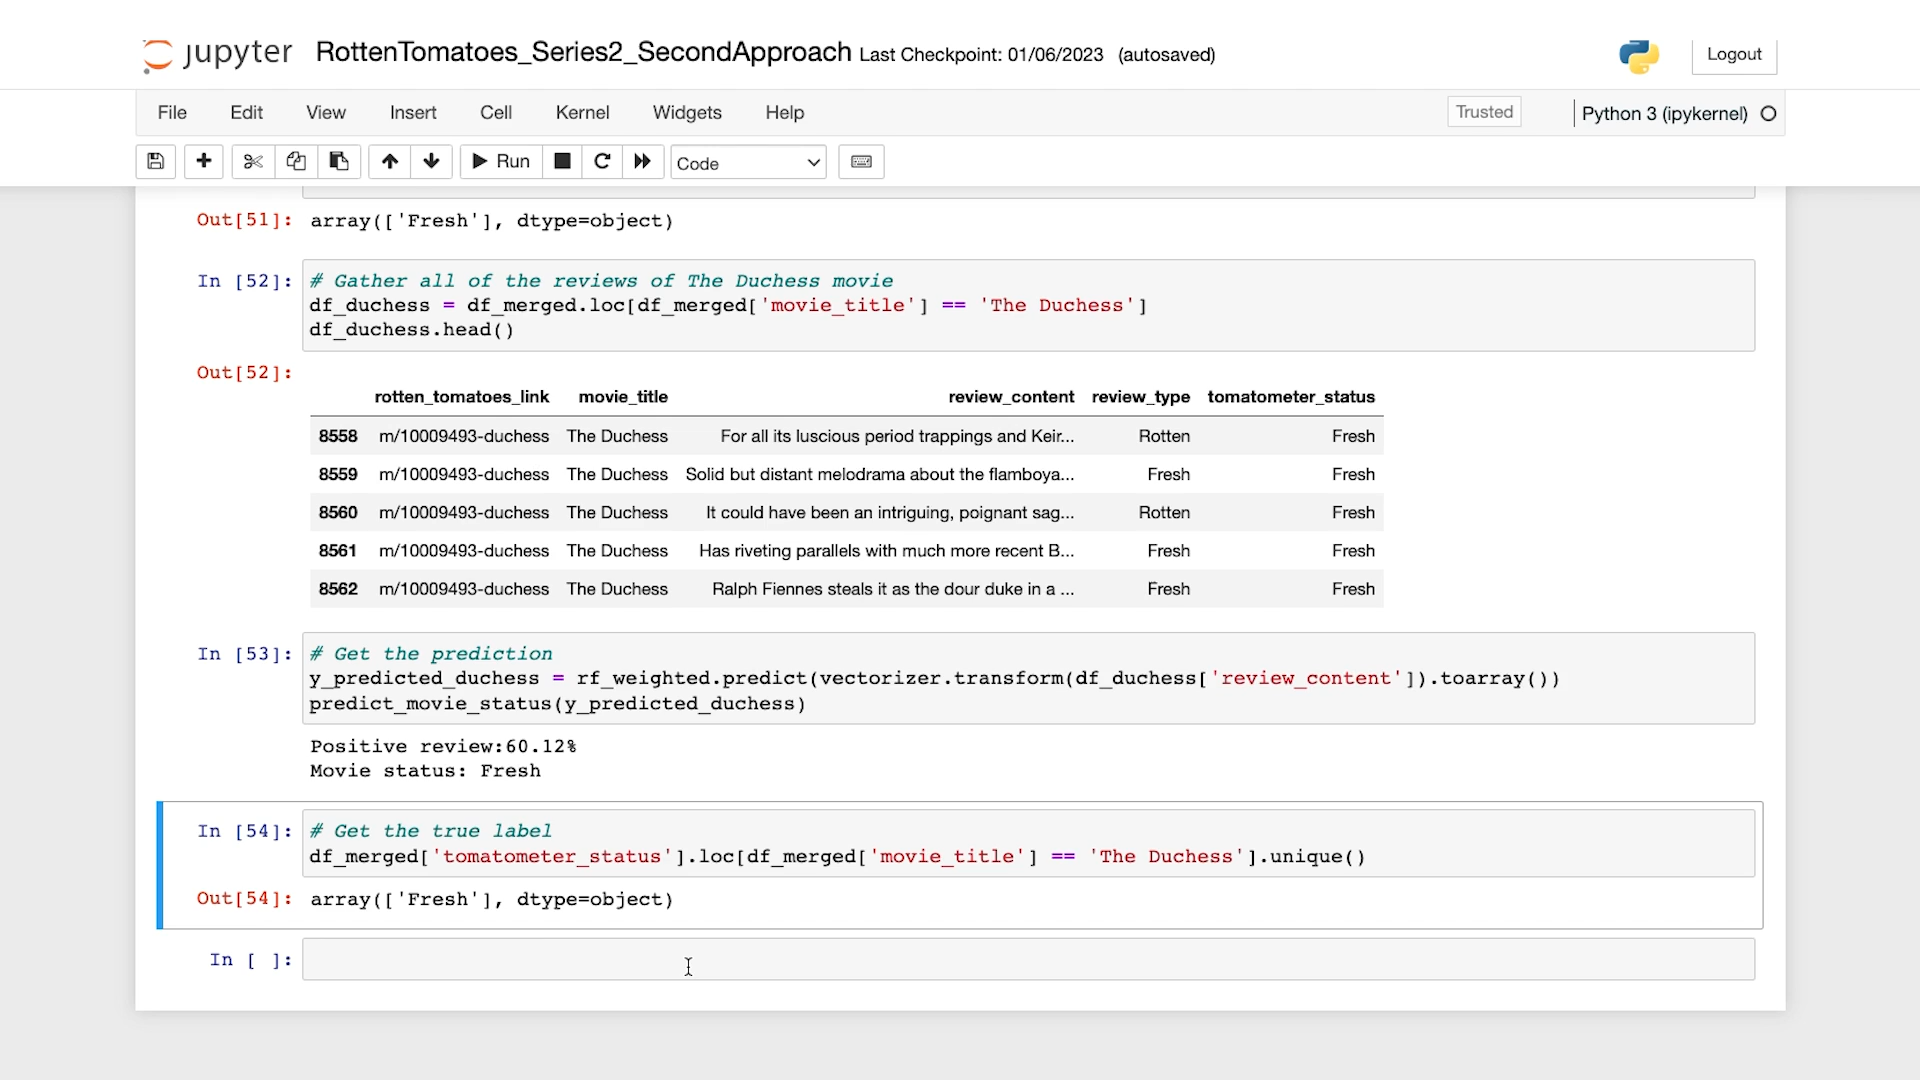 jupyter RottenTomatoes_Series2_SecondApproach Last Checkpoint: 01/06/2023 (autosaved) Logout
File Edit View Insert Cell Kernel Widgets Help Trusted Python 3 (ipykernel)
Run Code
Out[51]: array(['Fresh'], dtype=object)
In [52]: # Gather all of the reviews of The Duchess movie
df_duchess = df_merged.loc[df_merged['movie_title'] == 'The Duchess']
df_duchess.head()
Out[52]:
rotten_tomatoes_link movie_title review_content review_type tomatometer_status
8558 m/10009493-duchess The Duchess For all its luscious period trappings and Keir... Rotten Fresh
8559 m/10009493-duchess The Duchess Solid but distant melodrama about the flamboya... Fresh Fresh
8560 m/10009493-duchess The Duchess It could have been an intriguing, poignant sag... Rotten Fresh
8561 m/10009493-duchess The Duchess Has riveting parallels with much more recent B... Fresh Fresh
8562 m/10009493-duchess The Duchess Ralph Fiennes steals it as the dour duke in a ... Fresh Fresh
In [53]: # Get the prediction
y_predicted_duchess = rf_weighted.predict(vectorizer.transform(df_duchess['review_content']).toarray())
predict_movie_status(y_predicted_duchess)
Positive review:60.12%
Movie status: Fresh
In [54]: # Get the true label
df_merged['tomatometer_status'].loc[df_merged['movie_title'] == 'The Duchess'].unique()
Out[54]: array(['Fresh'], dtype=object)
In [ ]: